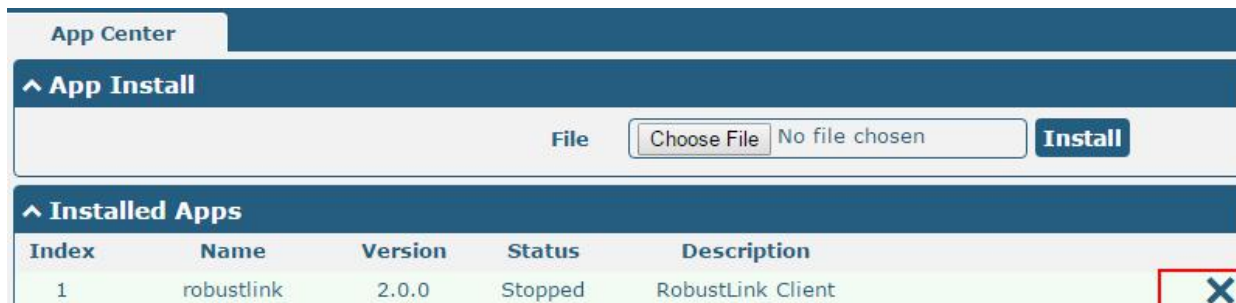 App Center
App Install
File Choose File No file chosen Install
Installed Apps
Index Name Version Status Description
1 robustlink 2.0.0 Stopped RobustLink Client